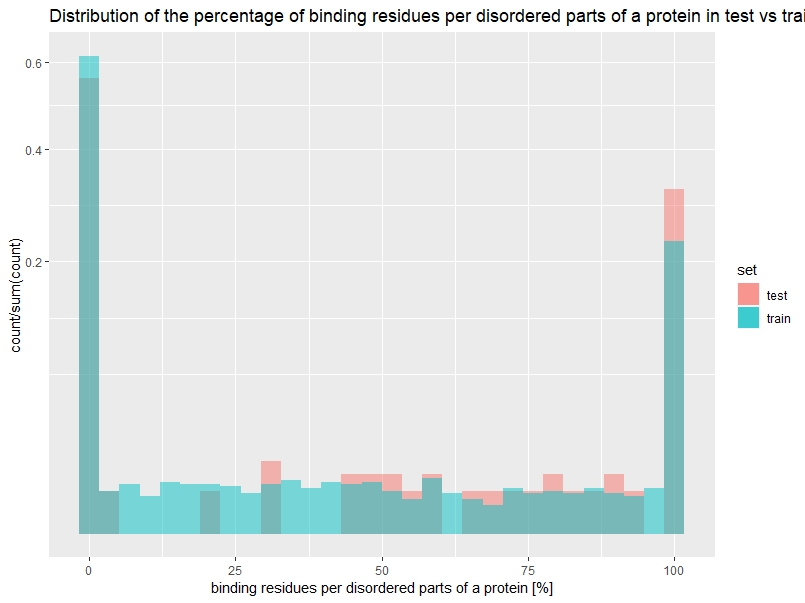 Distribution of the percentage of binding residues per disordered parts of a protein in test vs trai
0.6
0.4
0.2
count/sum(count)
0
25
50
75
100
binding residues per disordered parts of a protein [%]
set
test
train